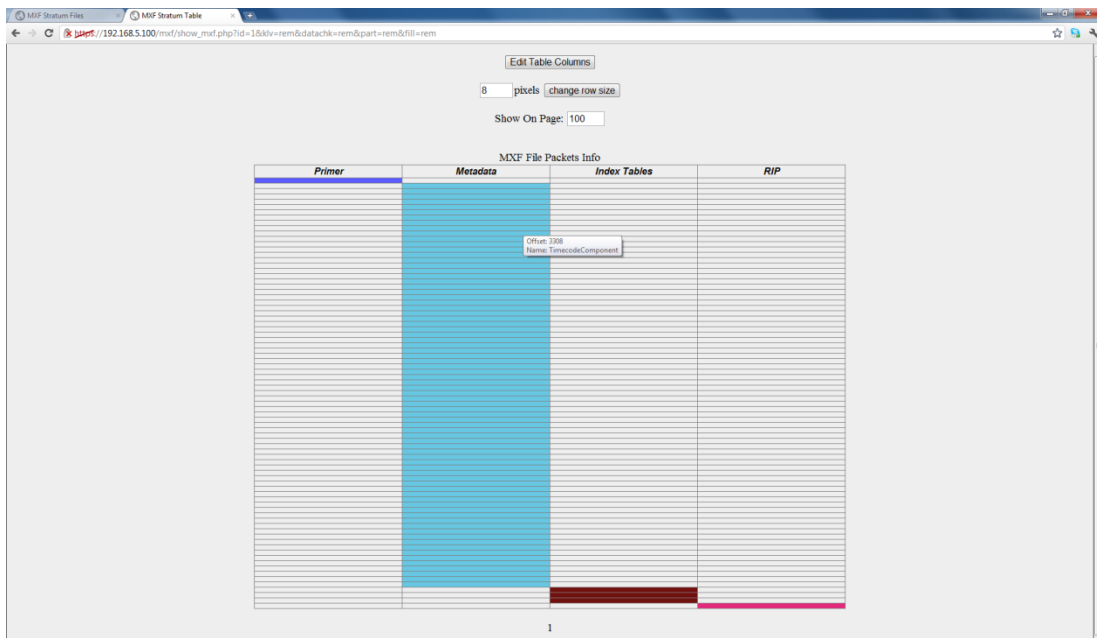 MXF Stratum Files
MXF Stratum Table
https://192.168.5.100/mxf/show_mxf.php?id=1&klv=rem&datachk=rem&part=rem&fill=rem
Edit Table Columns
8 pixels change row size
Show On Page: 100
MXF File Packets Info
Primer Metadata Index Tables RIP
Offset: 3308
Name: TimecodeComponent
1